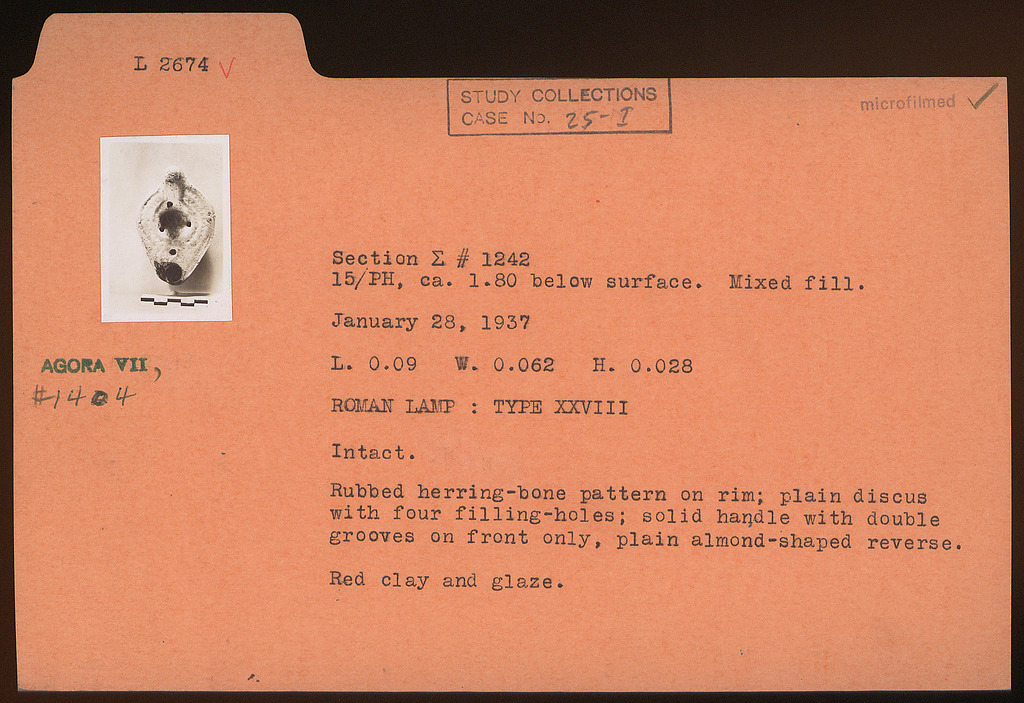 L 2674 √
STUDY COLLECTIONS
CASE No. 25-I
microfilmed ✓
Section Σ # 1242
15/PH, ca. 1.80 below surface. Mixed fill.
January 28, 1937
L. 0.09 W. 0.062 H. 0.028
ROMAN LAMP : TYPE XXVIII
Intact.
Rubbed herring-bone pattern on rim; plain discus
with four filling-holes; solid handle with double
grooves on front only, plain almond-shaped reverse.
Red clay and glaze.
AGORA VII,
#1404